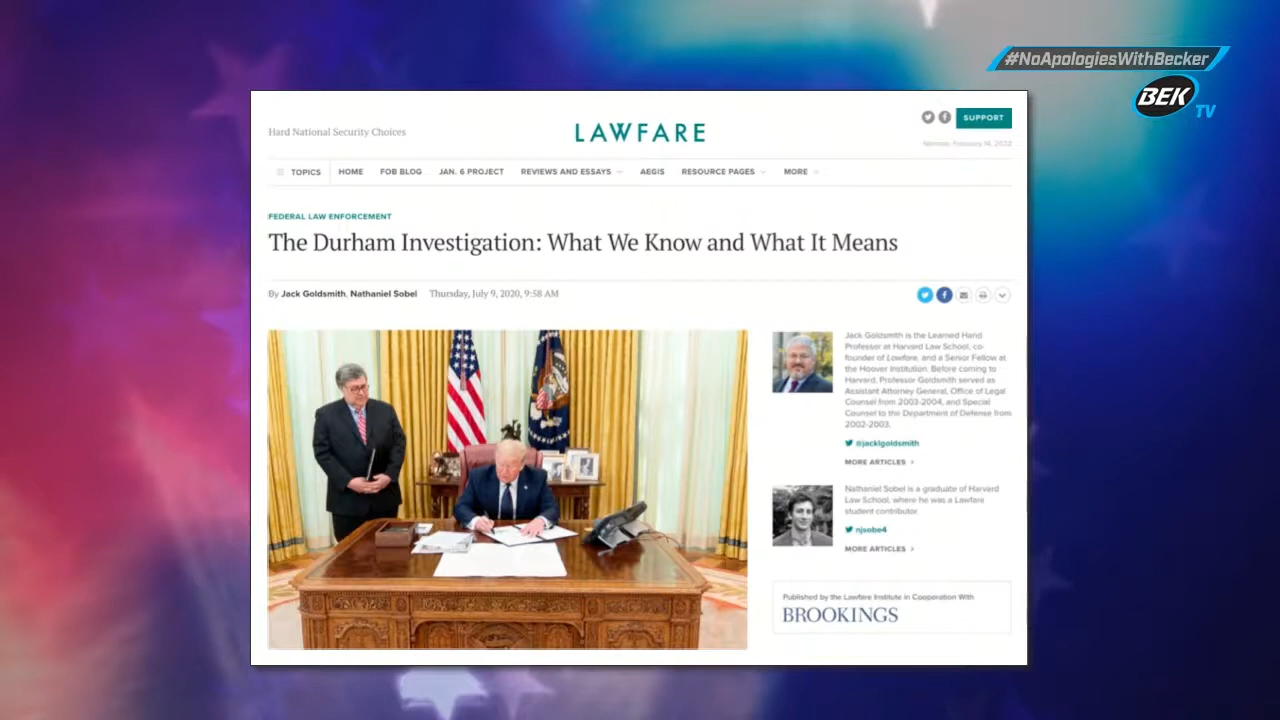 #NoApologiesWithBecker
BEK
TV
Hard National Security Choices
LAWFARE
SUPPORT
TOPICS HOME FOB BLOG JAN. 6 PROJECT REVIEWS AND ESSAYS AEGIS RESOURCE PAGES MORE
FEDERAL LAW ENFORCEMENT
The Durham Investigation: What We Know and What It Means
By Jack Goldsmith, Nathaniel Sobel Thursday, July 9, 2020, 9:58 AM
Jack Goldsmith is the Learned Hand
Professor at Harvard Law School, co-
founder of Lawfare, and a Senior Fellow at
the Hoover Institution. Before coming to
Harvard, Professor Goldsmith served as
Assistant Attorney General, Office of Legal
Counsel from 2003-2004, and Special
Counsel to the Department of Defense from
2002-2003.
@jacklgoldsmith
MORE ARTICLES >
Nathaniel Sobel is a graduate of Harverd
Law School, where he was a Lawfare
student contributor.
njsobe4
MORE ARTICLES >
Published by the Lawfare Institute in Cooperation With
BROOKINGS